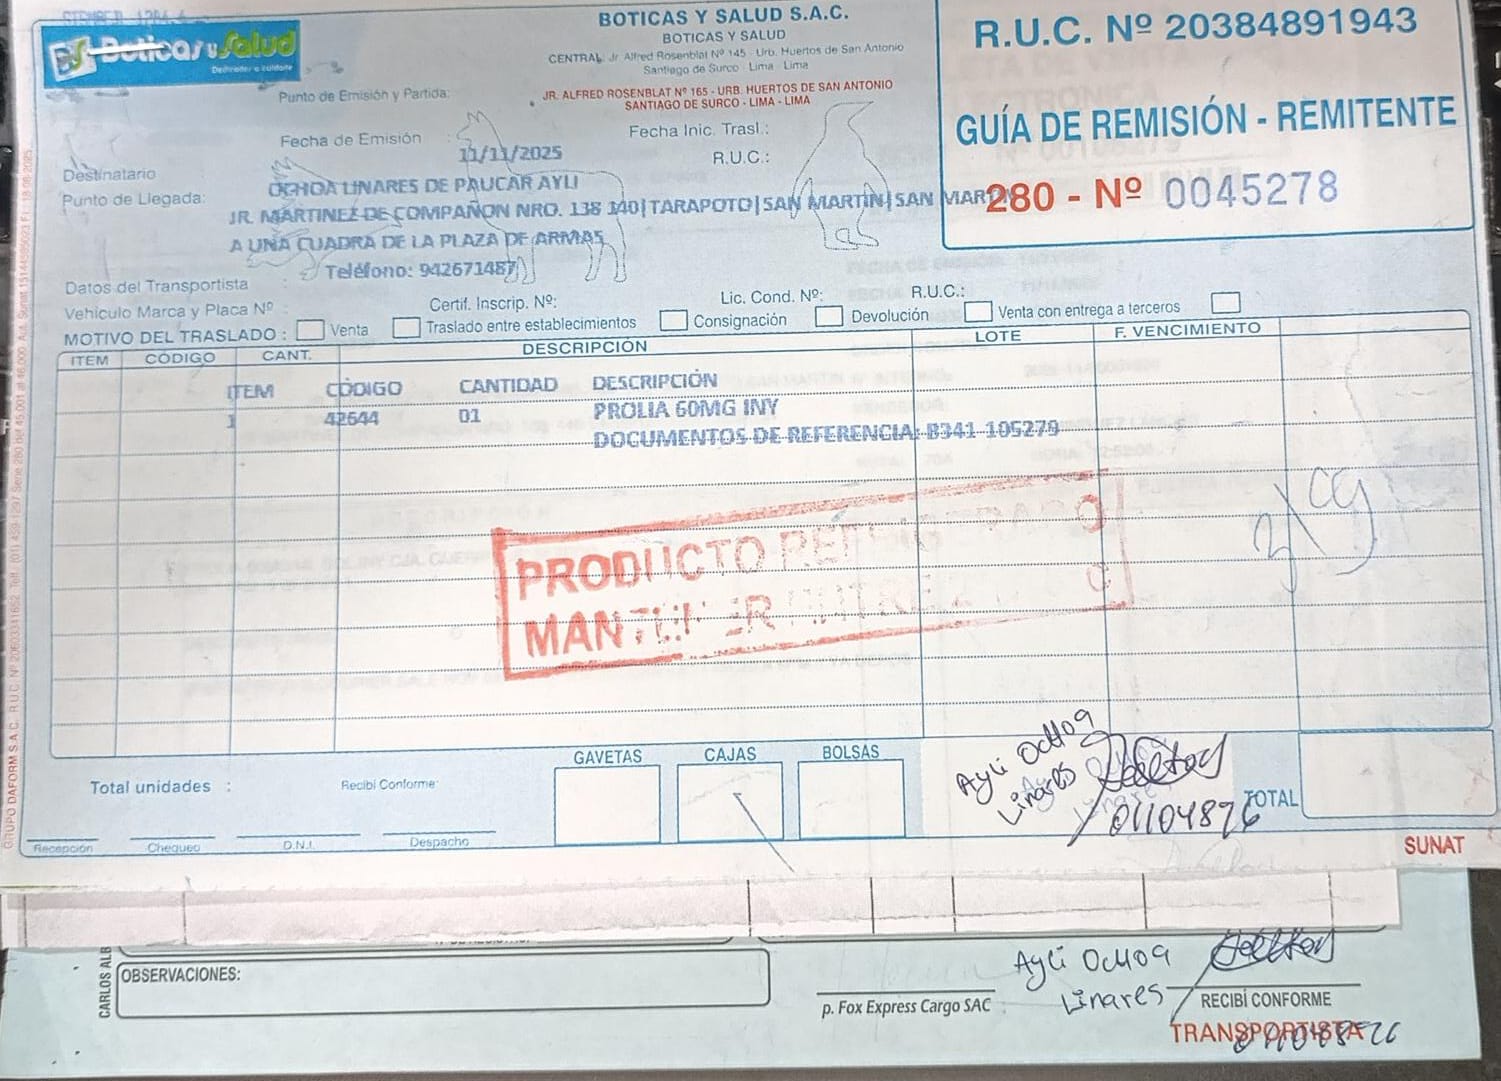 Boticas y Salud
Dedicados a cuidarte
BOTICAS Y SALUD S.A.C.
BOTICAS Y SALUD
CENTRAL: Jr. Alfred Rosenblat Nº 145 - Urb. Huertos de San Antonio
Santiago de Surco - Lima - Lima
Punto de Emisión y Partida:
JR. ALFRED ROSENBLAT Nº 165 - URB. HUERTOS DE SAN ANTONIO
SANTIAGO DE SURCO - LIMA - LIMA
R.U.C. Nº 20384891943
GUÍA DE REMISIÓN - REMITENTE
280 - Nº 0045278
Fecha de Emisión
11/11/2025
Fecha Inic. Trasl.:
R.U.C.:
Destinatario
OCHOA LINARES DE PAUCAR AYLI
Punto de Llegada:
JR. MARTINEZ DE COMPAÑON NRO. 138 140|TARAPOTO|SAN MARTIN|SAN MARTIN
A UNA CUADRA DE LA PLAZA DE ARMAS
Teléfono: 942671487
Datos del Transportista :
Vehículo Marca y Placa Nº :
Certif. Inscrip. Nº:
Lic. Cond. Nº:
R.U.C.:
MOTIVO DEL TRASLADO : Venta Traslado entre establecimientos Consignación Devolución Venta con entrega a terceros
ITEM CÓDIGO CANT. DESCRIPCIÓN LOTE F. VENCIMIENTO
ITEM CÓDIGO CANTIDAD DESCRIPCIÓN
1 42644 01 PROLIA 60MG INY
DOCUMENTOS DE REFERENCIA: B341-105279
PRODUCTO
Total unidades :
Recibí Conforme:
GAVETAS CAJAS BOLSAS
Ayli Ochoa
Linares
01104876
TOTAL
Recepción Chequeo D.N.I. Despacho
SUNAT
CARLOS ALB
OBSERVACIONES:
p. Fox Express Cargo SAC
Ayli Ochoa
Linares
RECIBÍ CONFORME
TRANSPORTISTA